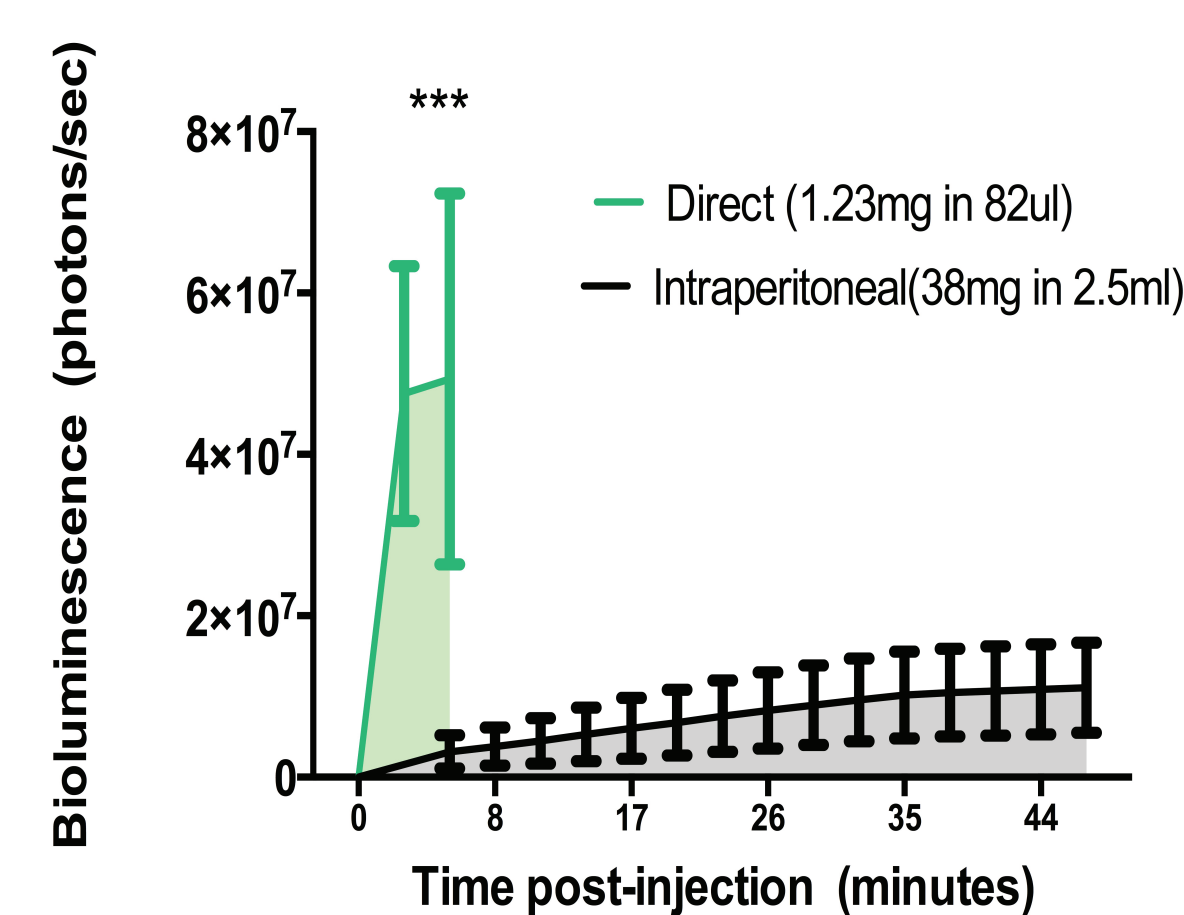 ***
8×10⁷
6×10⁷
4×10⁷
2×10⁷
0
Bioluminescence (photons/sec)
Direct (1.23mg in 82ul)
Intraperitoneal(38mg in 2.5ml)
0 8 17 26 35 44
Time post-injection (minutes)